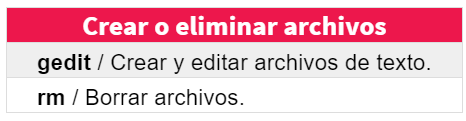 Crear o eliminar archivos
gedit / Crear y editar archivos de texto.
rm / Borrar archivos.